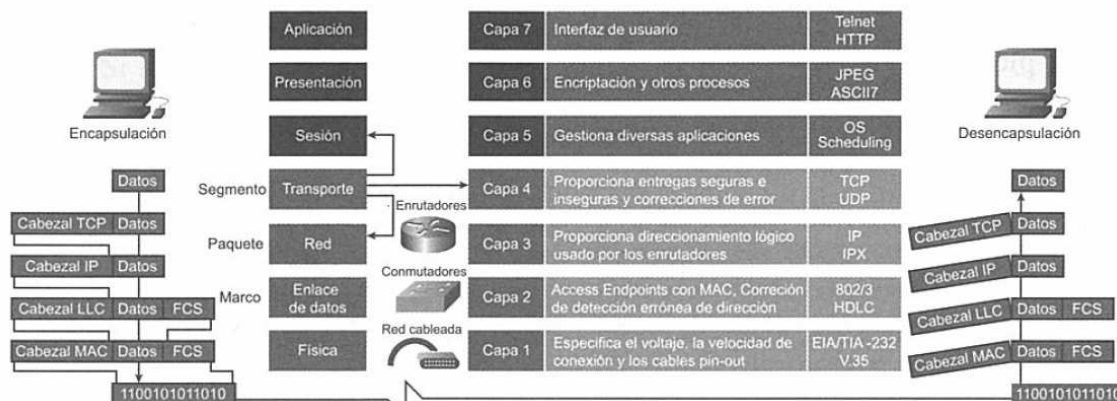 Encapsulación
Datos
Cabezal TCP Datos
Cabezal IP Datos
Cabezal LLC Datos FCS
Cabezal MAC Datos FCS
1100101011010
Segmento
Paquete
Marco
Aplicación
Presentación
Sesión
Transporte
Red
Enlace
de datos
Física
Enrutadores
Conmutadores
Red cableada
Capa 7 Interfaz de usuario Telnet
HTTP
Capa 6 Encriptación y otros procesos JPEG
ASCII7
Capa 5 Gestiona diversas aplicaciones OS
Scheduling
Capa 4 Proporciona entregas seguras e TCP
inseguras y correcciones de error UDP
Capa 3 Proporciona direccionamiento lógico IP
usado por los enrutadores IPX
Capa 2 Access Endpoints con MAC, Correción 802/3
de detección errónea de dirección HDLC
Capa 1 Especifica el voltaje, la velocidad de EIA/TIA -232
conexión y los cables pin-out V.35
Desencapsulación
Datos
Cabezal TCP Datos
Cabezal IP Datos
Cabezal LLC Datos FCS
Cabezal MAC Datos FCS
1100101011010